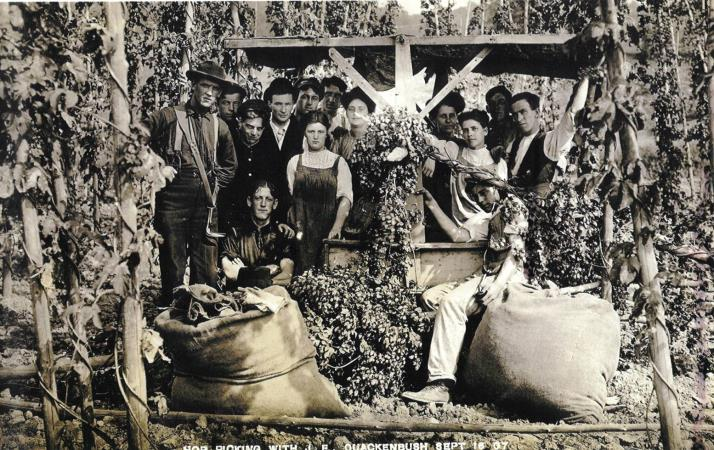 HOP PICKING WITH J. E. QUACKENBUSH SEPT 16 07.